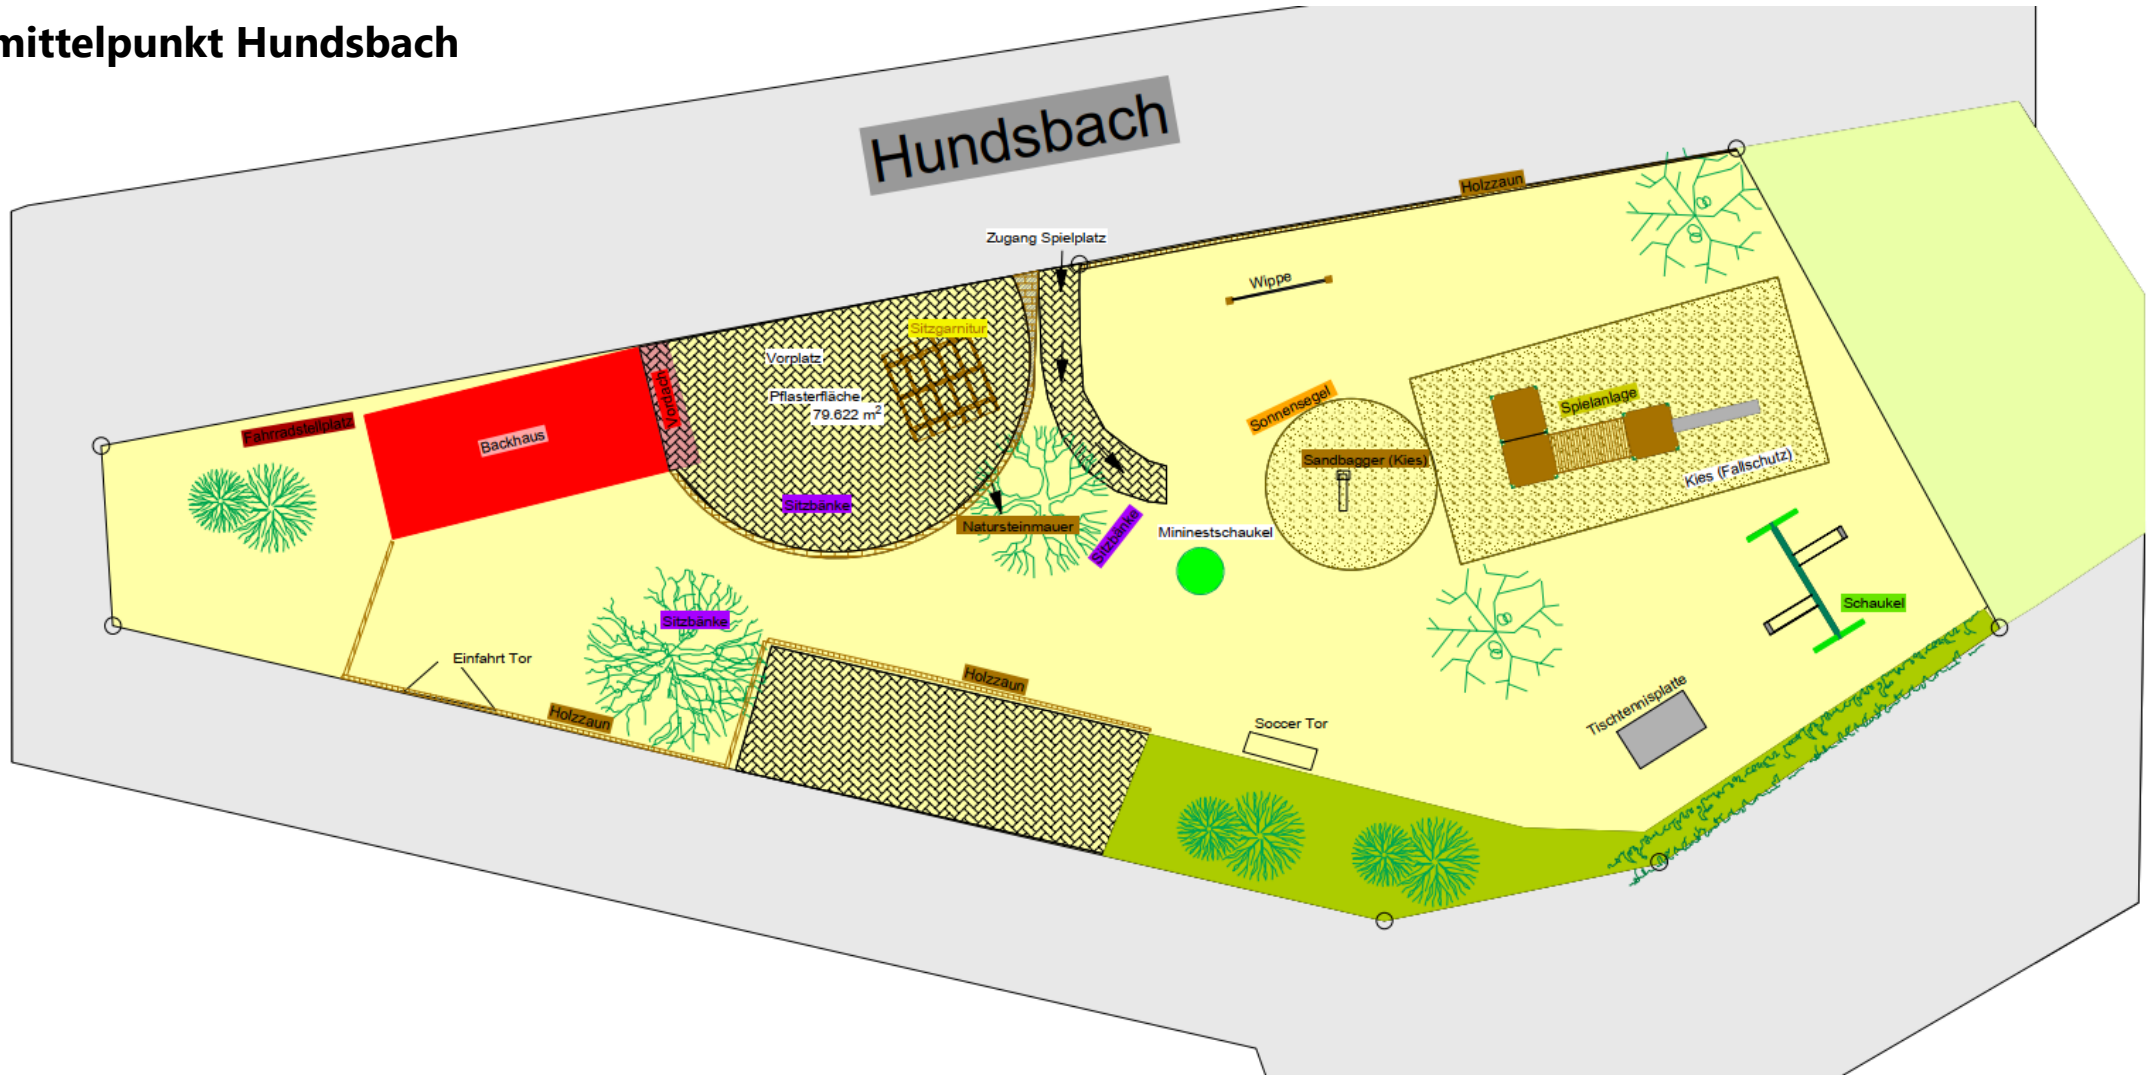 mittelpunkt Hundsbach
Hundsbach
Holzzaun
Zugang Spielplatz
Wippe
Sitzgarnitur
Vorplatz
Pflasterfläche
79.622 m²
Vordach
Fahrradstellplatz
Backhaus
Sonnensegel
Spielanlage
Sandbagger (Kies)
Kies (Fallschutz)
Sitzbänke
Natursteinmauer
Sitzbänke
Mininestschaukel
Schaukel
Sitzbänke
Einfahrt Tor
Holzzaun
Holzzaun
Soccer Tor
Tischtennisplatte